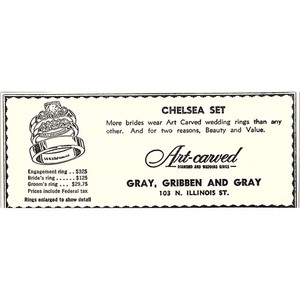 CHELSEA SET
More brides wear Art Carved wedding rings than any
other. And for two reasons, Beauty and Value.
Art-carved
DIAMOND AND WEDDING RINGS
GRAY, GRIBBEN AND GRAY
103 N. ILLINOIS ST.
Engagement ring .. $325
Bride's ring ...... $125
Groom's ring ... $29.75
Prices include Federal tax
Rings enlarged to show detail